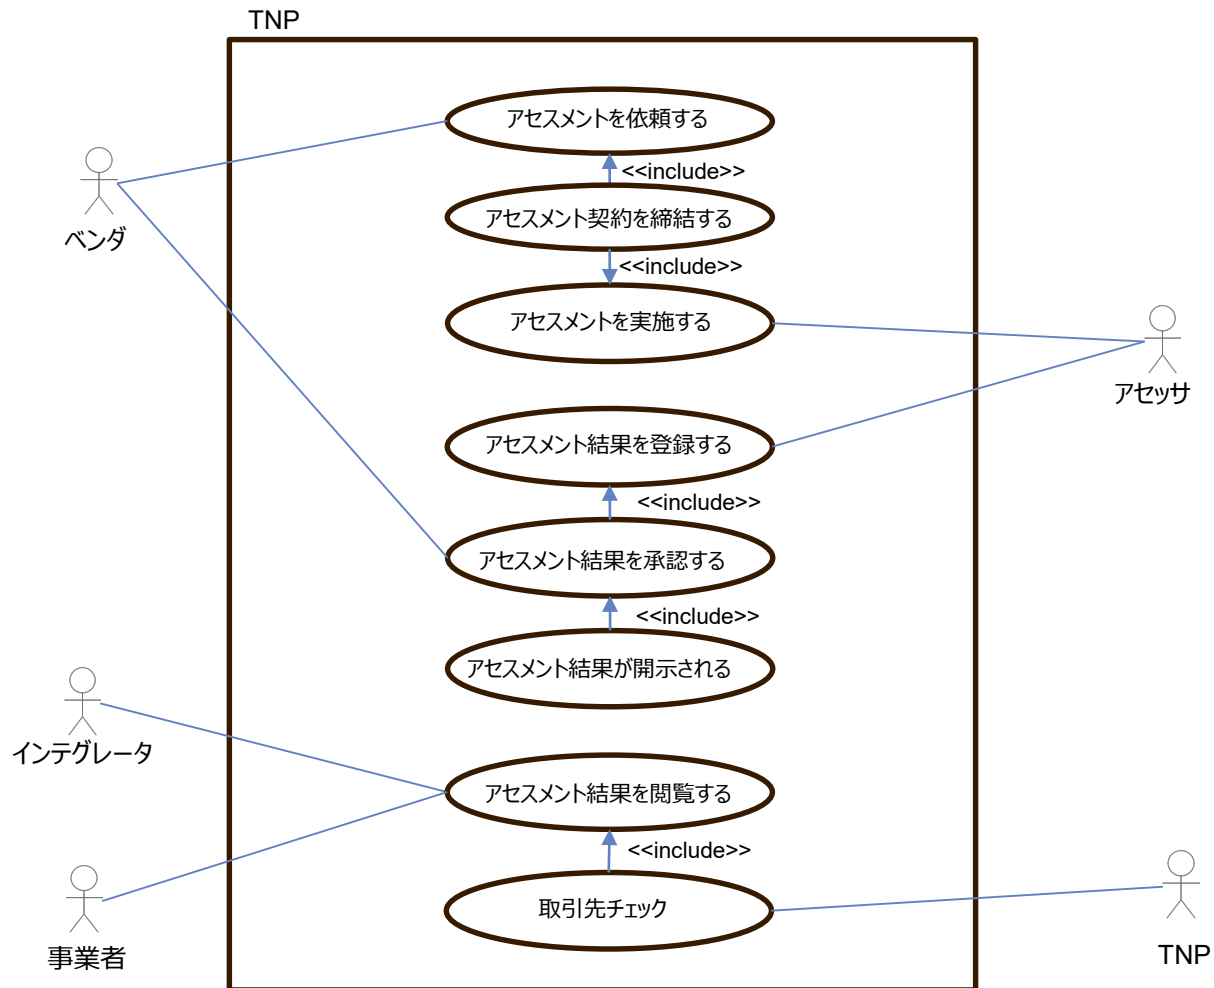 TNP
アセスメントを依頼する
<<include>>
アセスメント契約を締結する
ベンダ
<<include>>
アセスメントを実施する
アセッサ
アセスメント結果を登録する
<<include>>
アセスメント結果を承認する
<<include>>
アセスメント結果が開示される
インテグレータ
アセスメント結果を閲覧する
<<include>>
取引先チェック
事業者
TNP